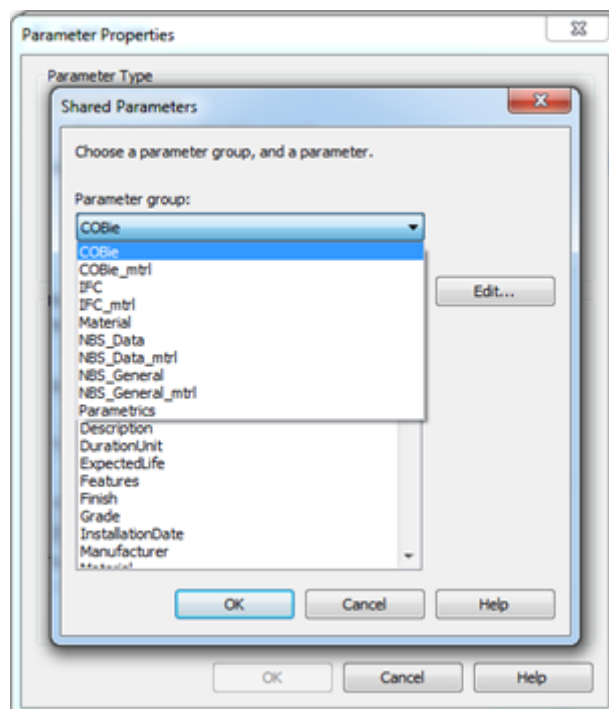 Parameter Properties
Parameter Type
Shared Parameters
Choose a parameter group, and a parameter.
Parameter group:
COBie
COBie
COBie_mtrl
IFC
IFC_mtrl
Material
NBS_Data
NBS_Data_mtrl
NBS_General
NBS_General_mtrl
Parametrics
Edit...
Description
DurationUnit
ExpectedLife
Features
Finish
Grade
InstallationDate
Manufacturer
OK Cancel Help
OK Cancel Help